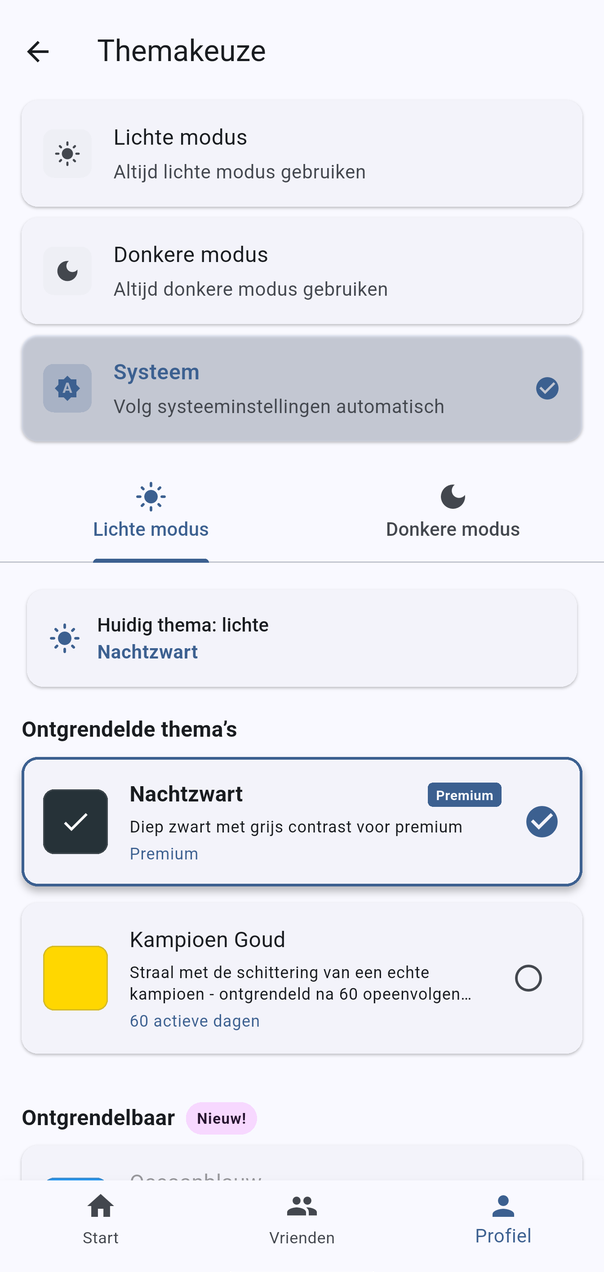 Themakeuze
Lichte modus
Altijd lichte modus gebruiken
Donkere modus
Altijd donkere modus gebruiken
A
Systeem
Volg systeeminstellingen automatisch
Lichte modus
Donkere modus
Huidig thema: lichte
Nachtzwart
Ontgrendelde thema’s
Nachtzwart
Premium
Diep zwart met grijs contrast voor premium
Premium
Kampioen Goud
Straal met de schittering van een echte
kampioen - ontgrendeld na 60 opeenvolgen…
60 actieve dagen
Ontgrendelbaar
Nieuw!
Start
Vrienden
Profiel